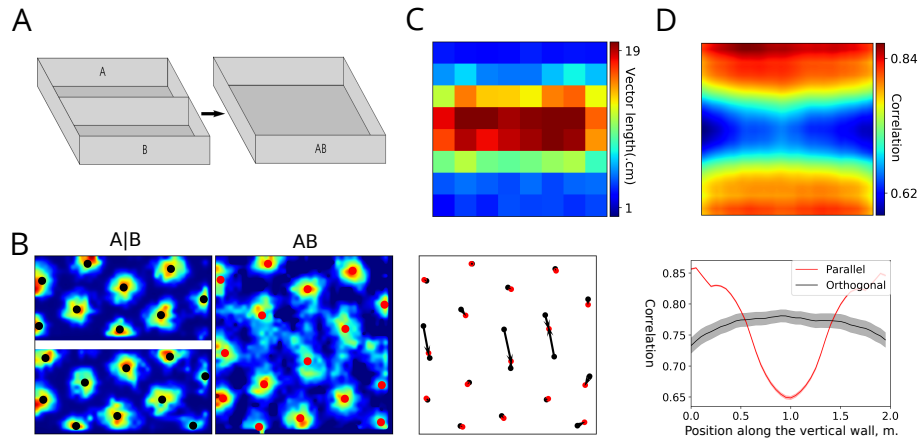 A
A
B
AB
B
A|B
AB
C
19
1
Vector length( cm)
D
0.84
0.62
Correlation
Parallel
Orthogonal
0.85
0.80
0.75
0.70
0.65
Correlation
0.0 0.5 1.0 1.5 2.0
Position along the vertical wall, m.